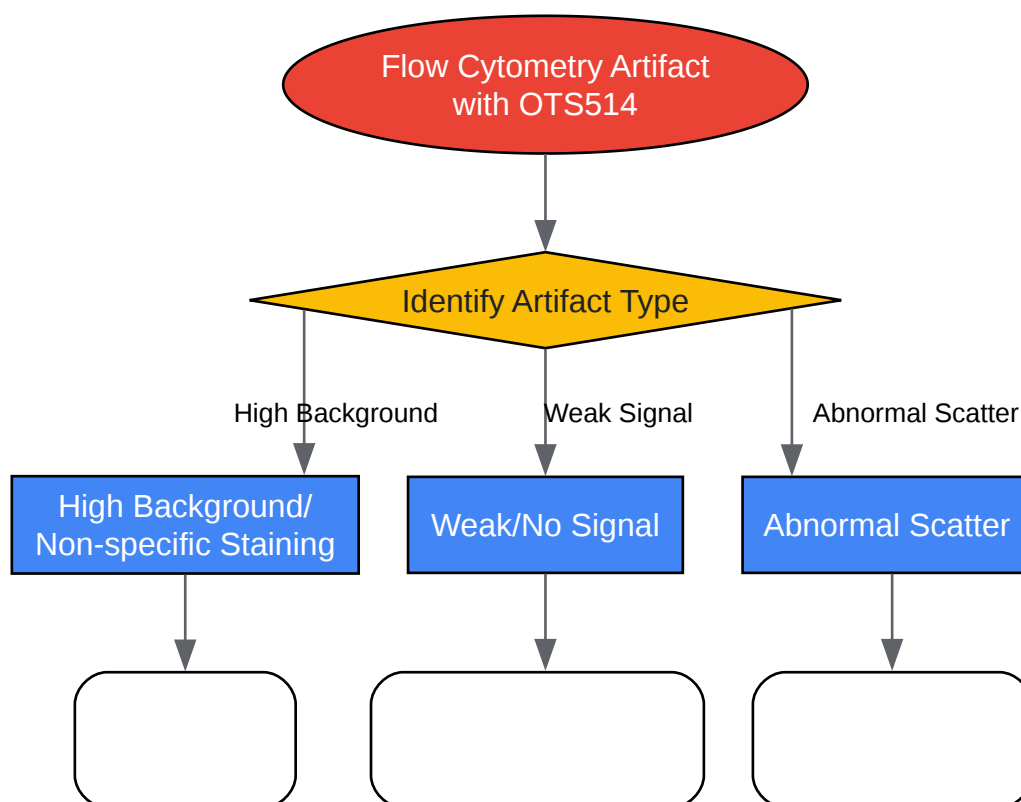 Flow Cytometry Artifact
with OTS514
Identify Artifact Type
High Background
Weak Signal
Abnormal Scatter
High Background/
Non-specific Staining
Weak/No Signal
Abnormal Scatter